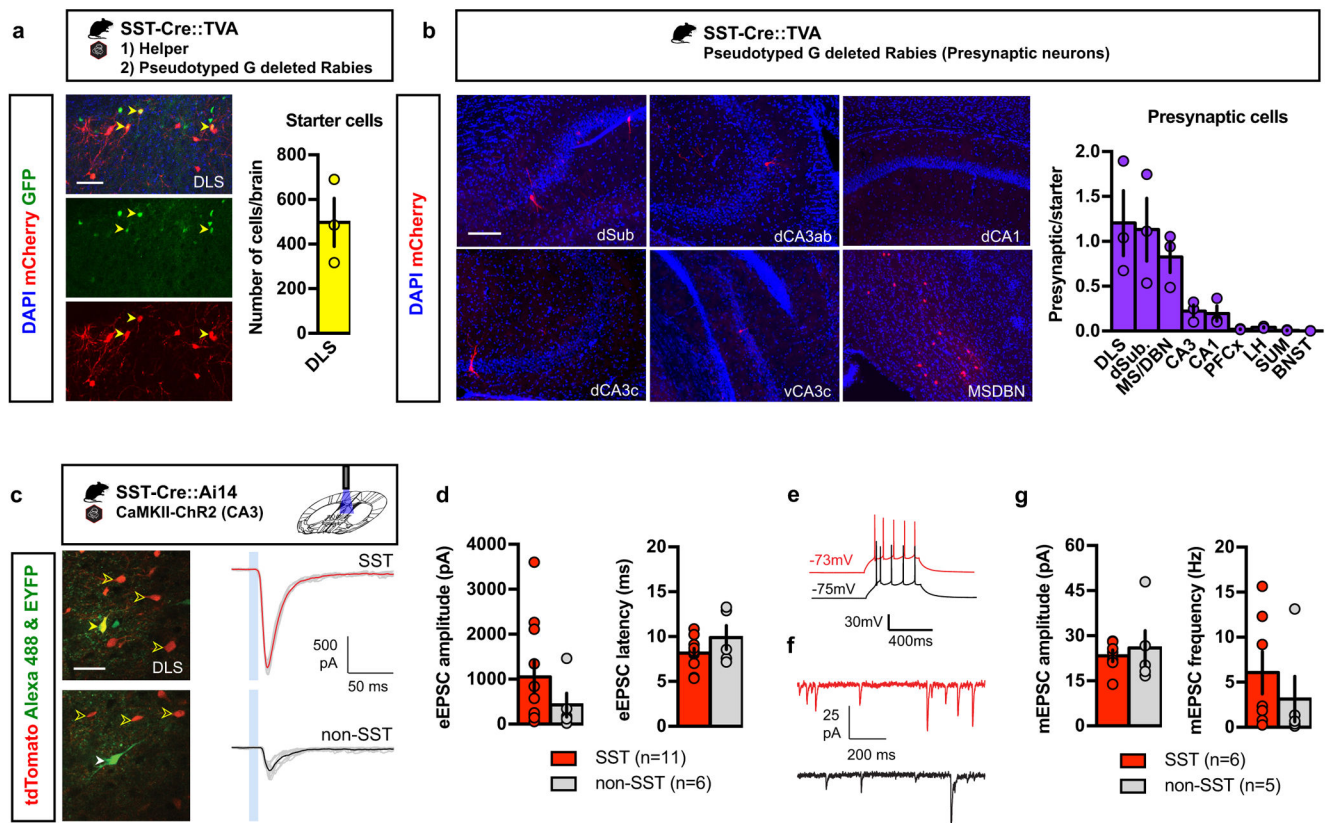 a
SST-Cre::TVA
1) Helper
2) Pseudotyped G deleted Rabies
DAPI mCherry GFP
DLS
Starter cells
Number of cells/brain
800
600
400
200
0
DLS
b
SST-Cre::TVA
Pseudotyped G deleted Rabies (Presynaptic neurons)
DAPI mCherry
dSub
dCA3ab
dCA1
dCA3c
vCA3c
MSDBN
Presynaptic cells
Presynaptic/starter
2.0
1.5
1.0
0.5
0.0
DLS
dSub.
MS/DBN
CA3
CA1
PFCx
LH
SUM
BNST
c
SST-Cre::Ai14
CaMKII-ChR2 (CA3)
tdTomato Alexa 488 & EYFP
DLS
SST
500
pA
50 ms
non-SST
d
eEPSC amplitude (pA)
4000
3000
2000
1000
0
eEPSC latency (ms)
20
15
10
5
0
SST (n=11)
non-SST (n=6)
e
-73mV
-75mV
30mV
400ms
f
25
pA
200 ms
g
mEPSC amplitude (pA)
60
45
30
15
0
mEPSC frequency (Hz)
20
15
10
5
0
SST (n=6)
non-SST (n=5)